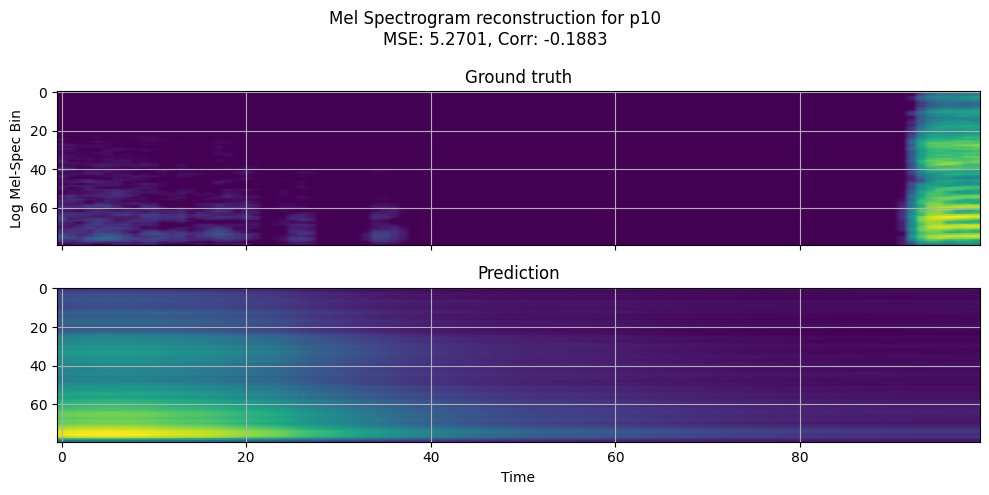 Mel Spectrogram reconstruction for p10
MSE: 5.2701, Corr: -0.1883
Ground truth
0
20
40
60
Log Mel-Spec Bin
Prediction
0
20
40
60
0 20 40 60 80
Time